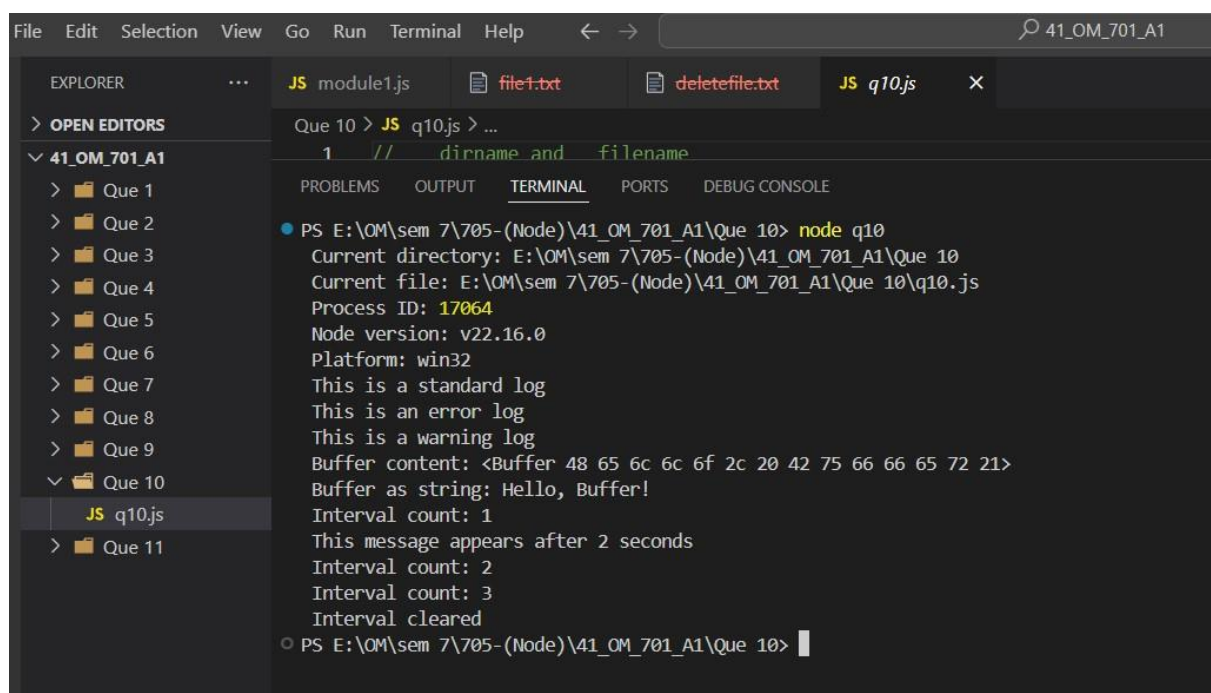 File Edit Selection View Go Run Terminal Help ← → 41_OM_701_A1
EXPLORER ...
JS module1.js file1.txt deletefile.txt JS q10.js ×
> OPEN EDITORS
Que 10 > JS q10.js > ...
41_OM_701_A1
1 // dirname and filename
> Que 1
> Que 2
> Que 3
> Que 4
> Que 5
> Que 6
> Que 7
> Que 8
> Que 9
Que 10
JS q10.js
> Que 11
PROBLEMS OUTPUT TERMINAL PORTS DEBUG CONSOLE
PS E:\OM\sem 7\705-(Node)\41_OM_701_A1\Que 10> node q10
Current directory: E:\OM\sem 7\705-(Node)\41_OM_701_A1\Que 10
Current file: E:\OM\sem 7\705-(Node)\41_OM_701_A1\Que 10\q10.js
Process ID: 17064
Node version: v22.16.0
Platform: win32
This is a standard log
This is an error log
This is a warning log
Buffer content: <Buffer 48 65 6c 6c 6f 2c 20 42 75 66 66 65 72 21>
Buffer as string: Hello, Buffer!
Interval count: 1
This message appears after 2 seconds
Interval count: 2
Interval count: 3
Interval cleared
PS E:\OM\sem 7\705-(Node)\41_OM_701_A1\Que 10>